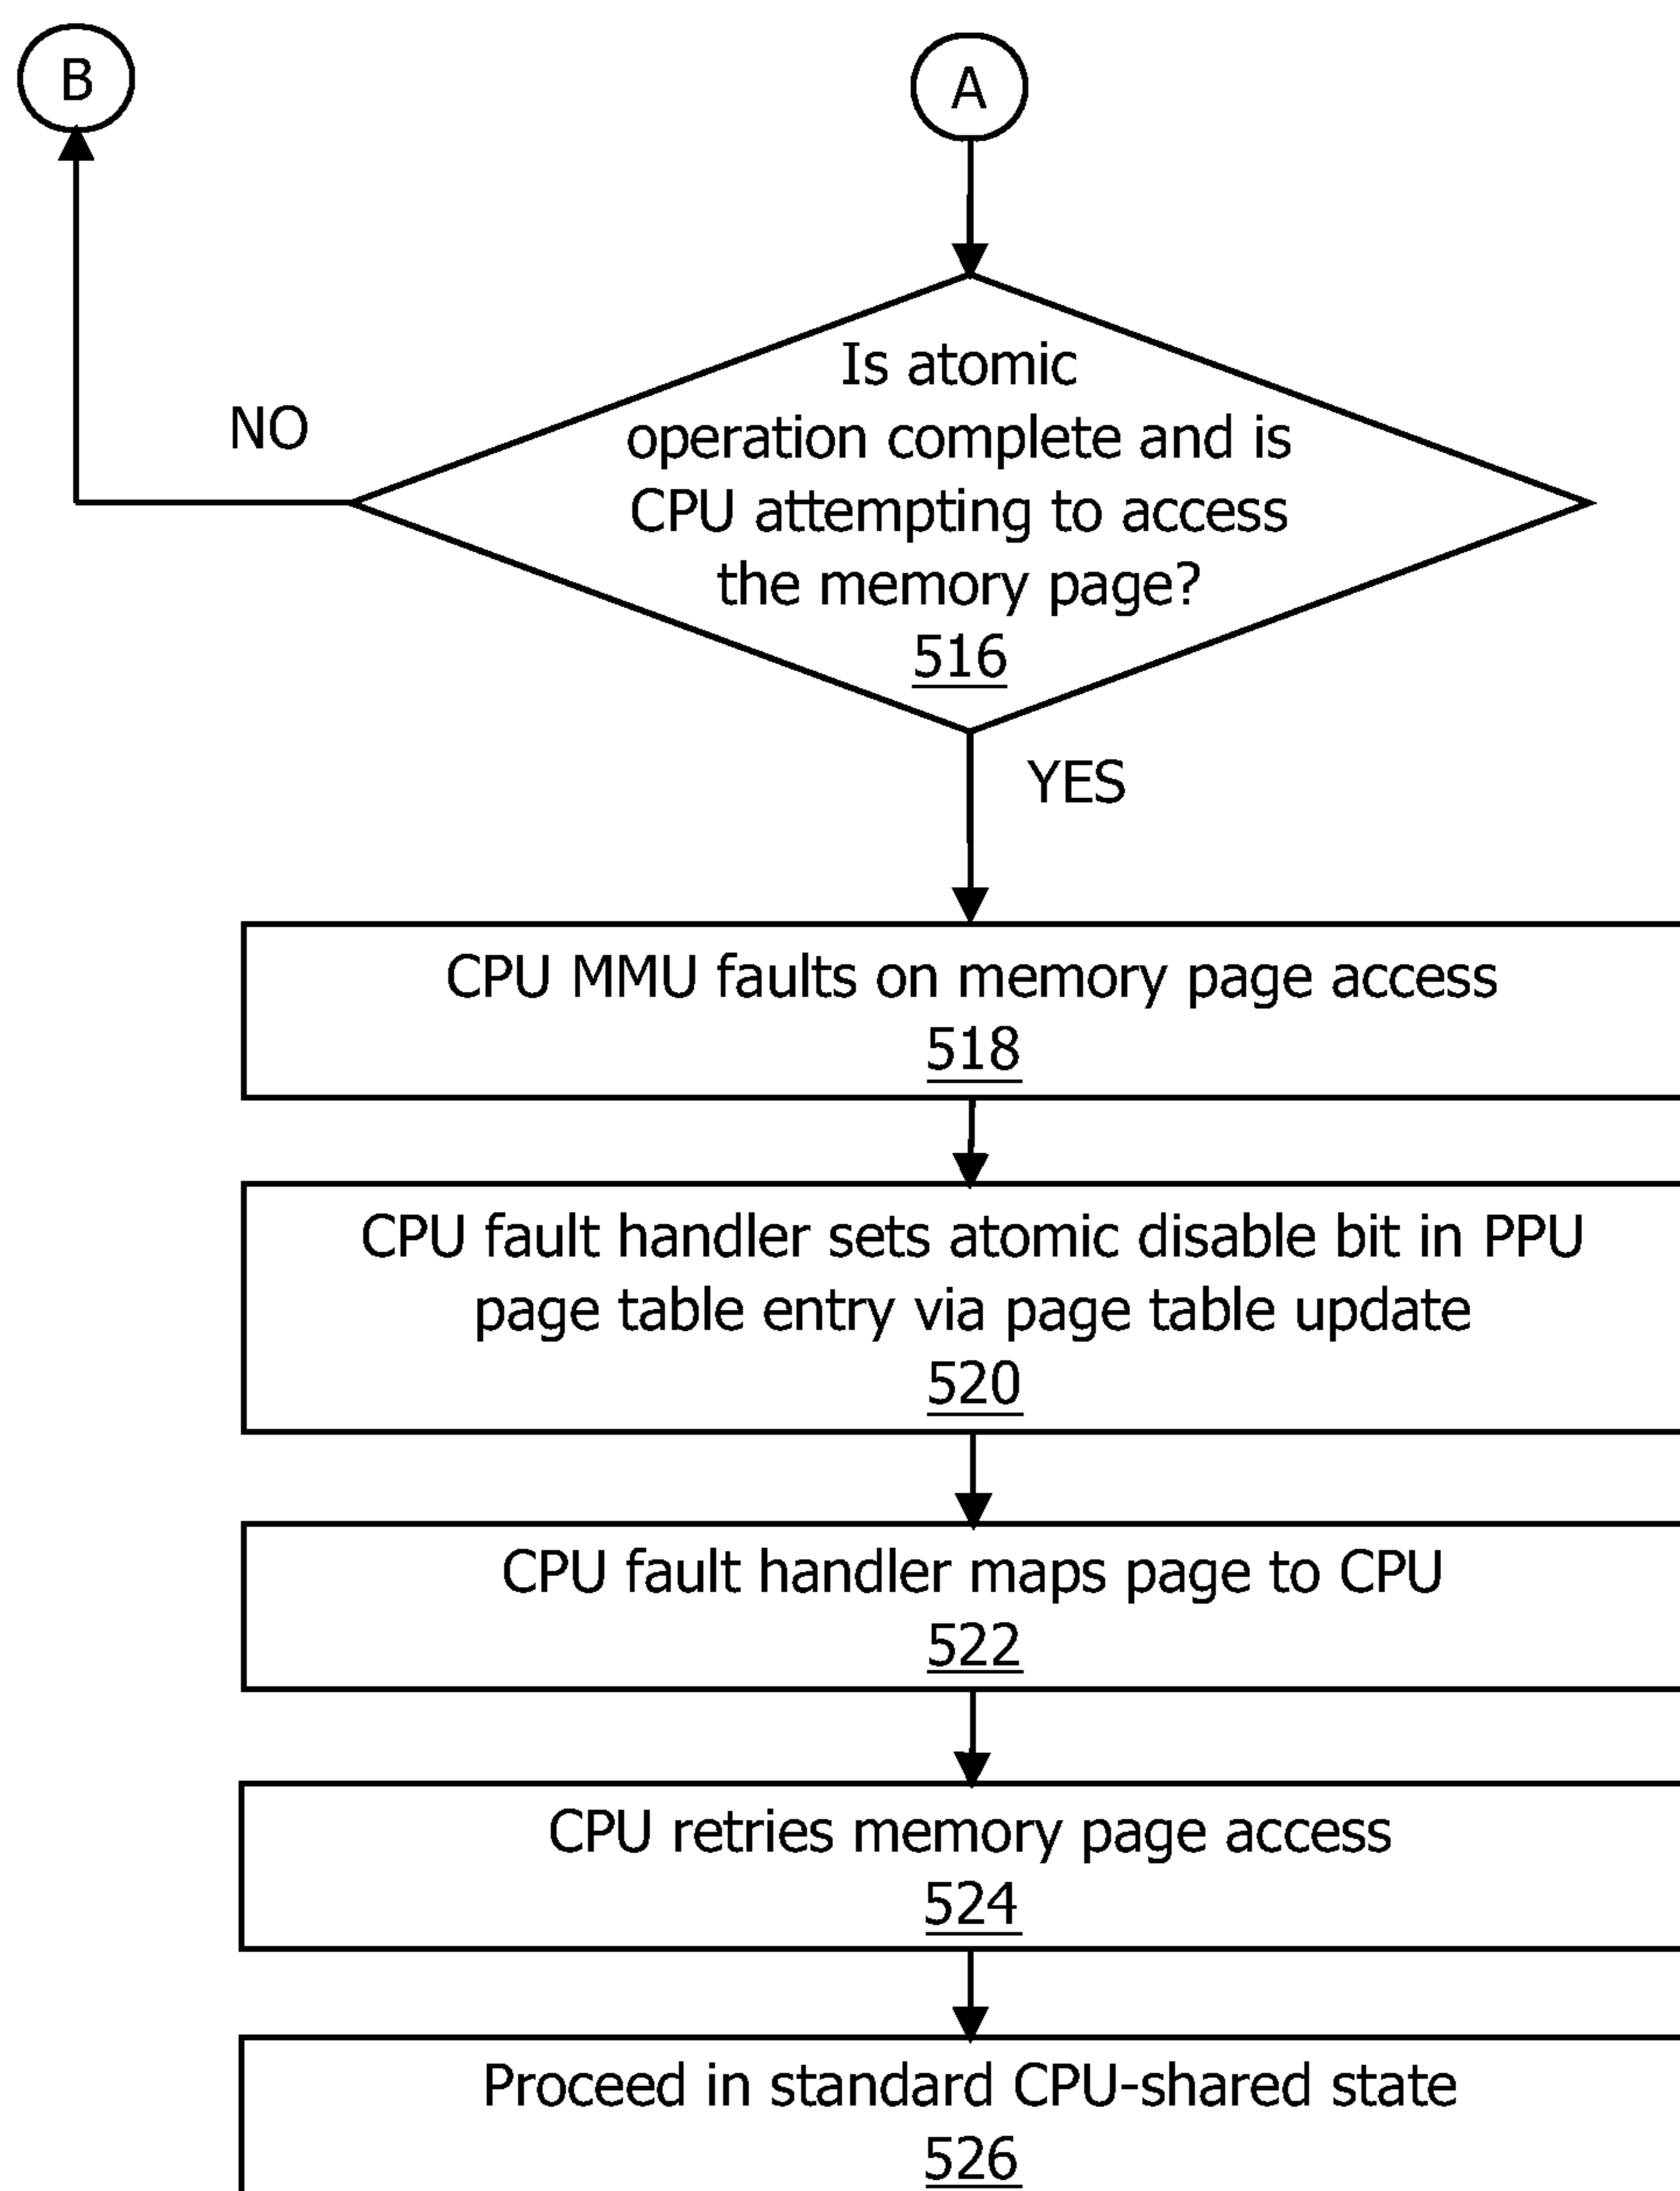 B
A
Is atomic
operation complete and is
CPU attempting to access
the memory page?
516
NO
YES
CPU MMU faults on memory page access
518
CPU fault handler sets atomic disable bit in PPU
page table entry via page table update
520
CPU fault handler maps page to CPU
522
CPU retries memory page access
524
Proceed in standard CPU-shared state
526